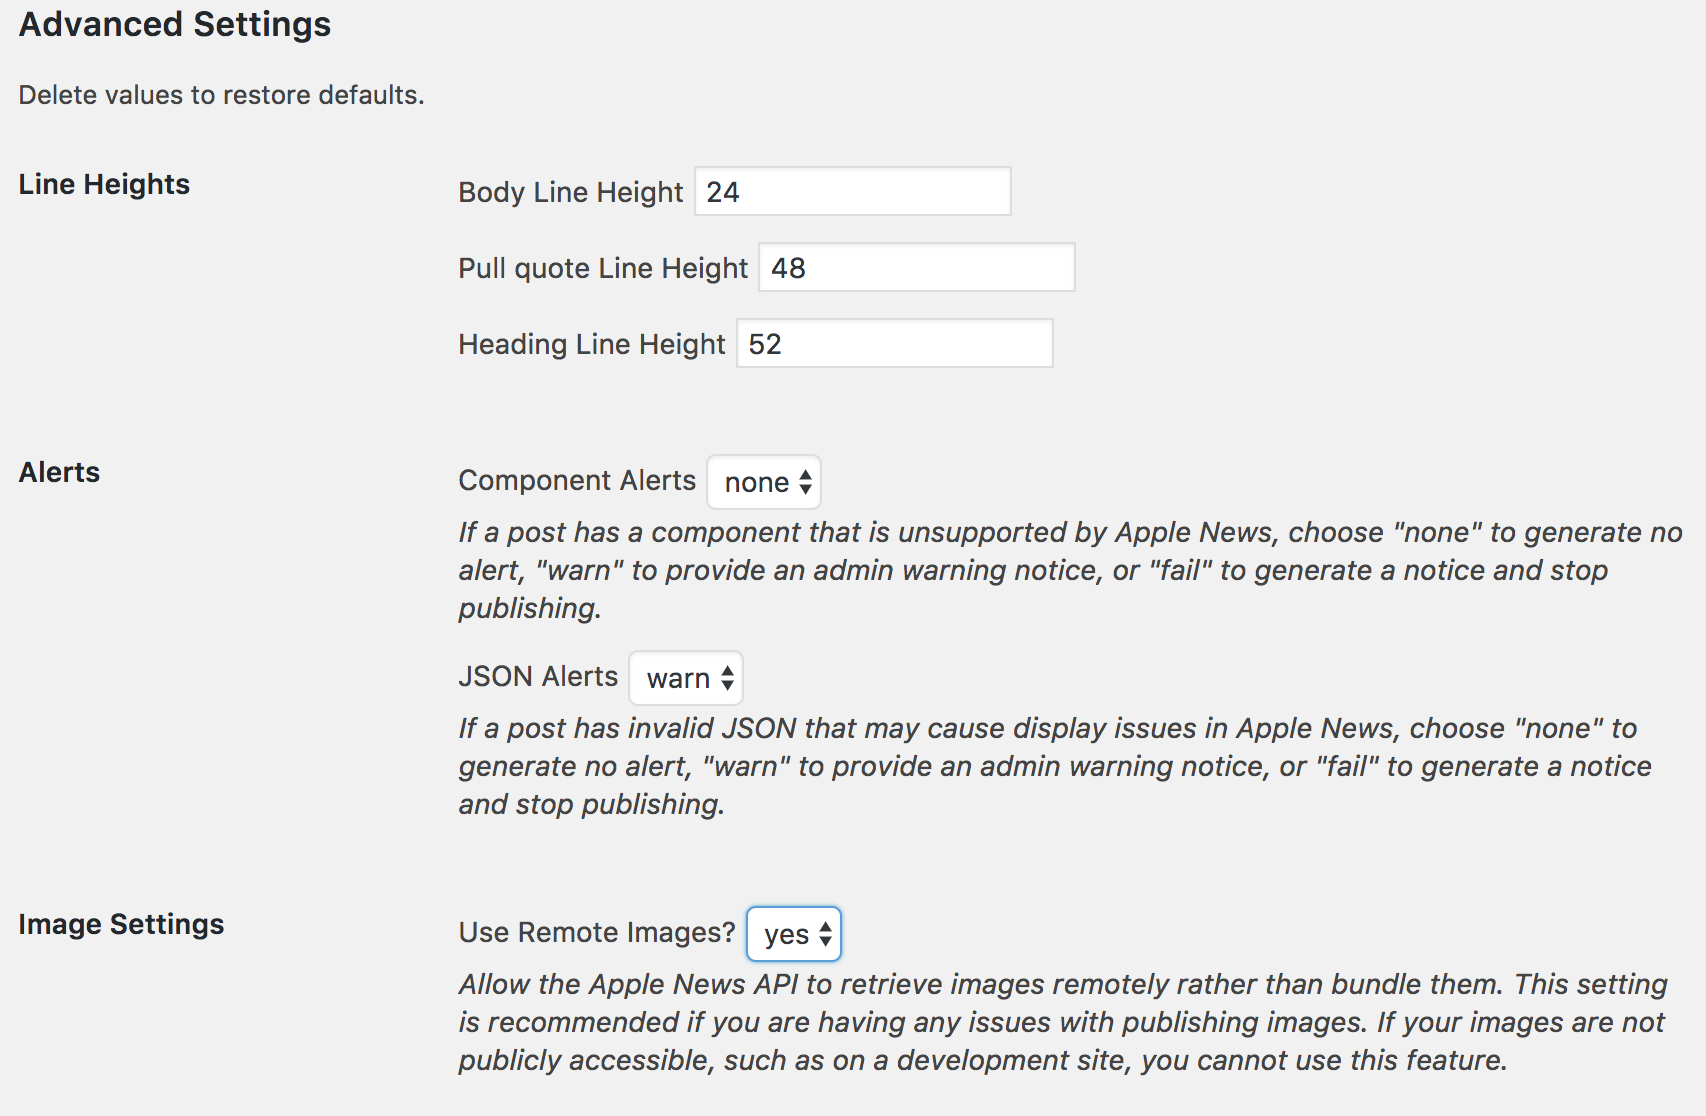 Advanced Settings
Delete values to restore defaults.
Line Heights
Body Line Height 24
Pull quote Line Height 48
Heading Line Height 52
Alerts
Component Alerts none
If a post has a component that is unsupported by Apple News, choose "none" to generate no
alert, "warn" to provide an admin warning notice, or "fail" to generate a notice and stop
publishing.
JSON Alerts warn
If a post has invalid JSON that may cause display issues in Apple News, choose "none" to
generate no alert, "warn" to provide an admin warning notice, or "fail" to generate a notice
and stop publishing.
Image Settings
Use Remote Images? yes
Allow the Apple News API to retrieve images remotely rather than bundle them. This setting
is recommended if you are having any issues with publishing images. If your images are not
publicly accessible, such as on a development site, you cannot use this feature.